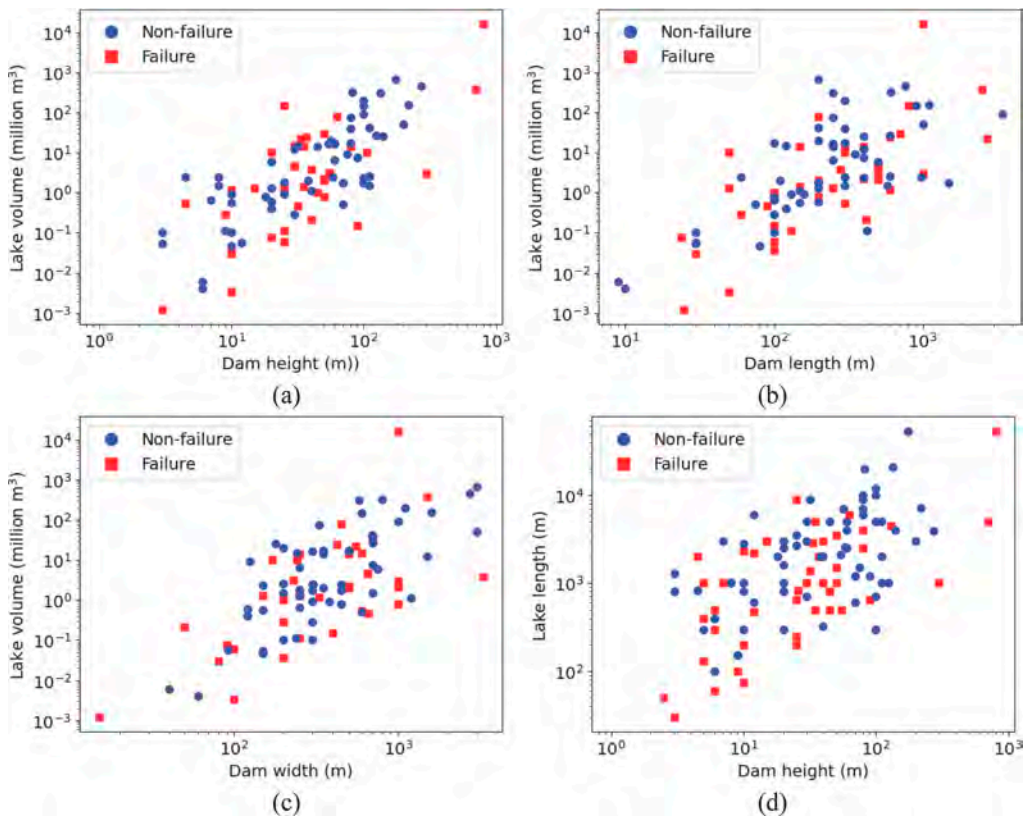 10⁴
10³
10²
10¹
10⁰
10⁻¹
10⁻²
10⁻³
Lake volume (million m³)
Non-failure
Failure
10⁰ 10¹ 10² 10³
Dam height (m))
(a)
10⁴
10³
10²
10¹
10⁰
10⁻¹
10⁻²
10⁻³
Lake volume (million m³)
Non-failure
Failure
10¹ 10² 10³
Dam length (m)
(b)
10⁴
10³
10²
10¹
10⁰
10⁻¹
10⁻²
10⁻³
Lake volume (million m³)
Non-failure
Failure
10² 10³
Dam width (m)
(c)
10⁴
10³
10²
Lake length (m)
Non-failure
Failure
10⁰ 10¹ 10² 10³
Dam height (m)
(d)